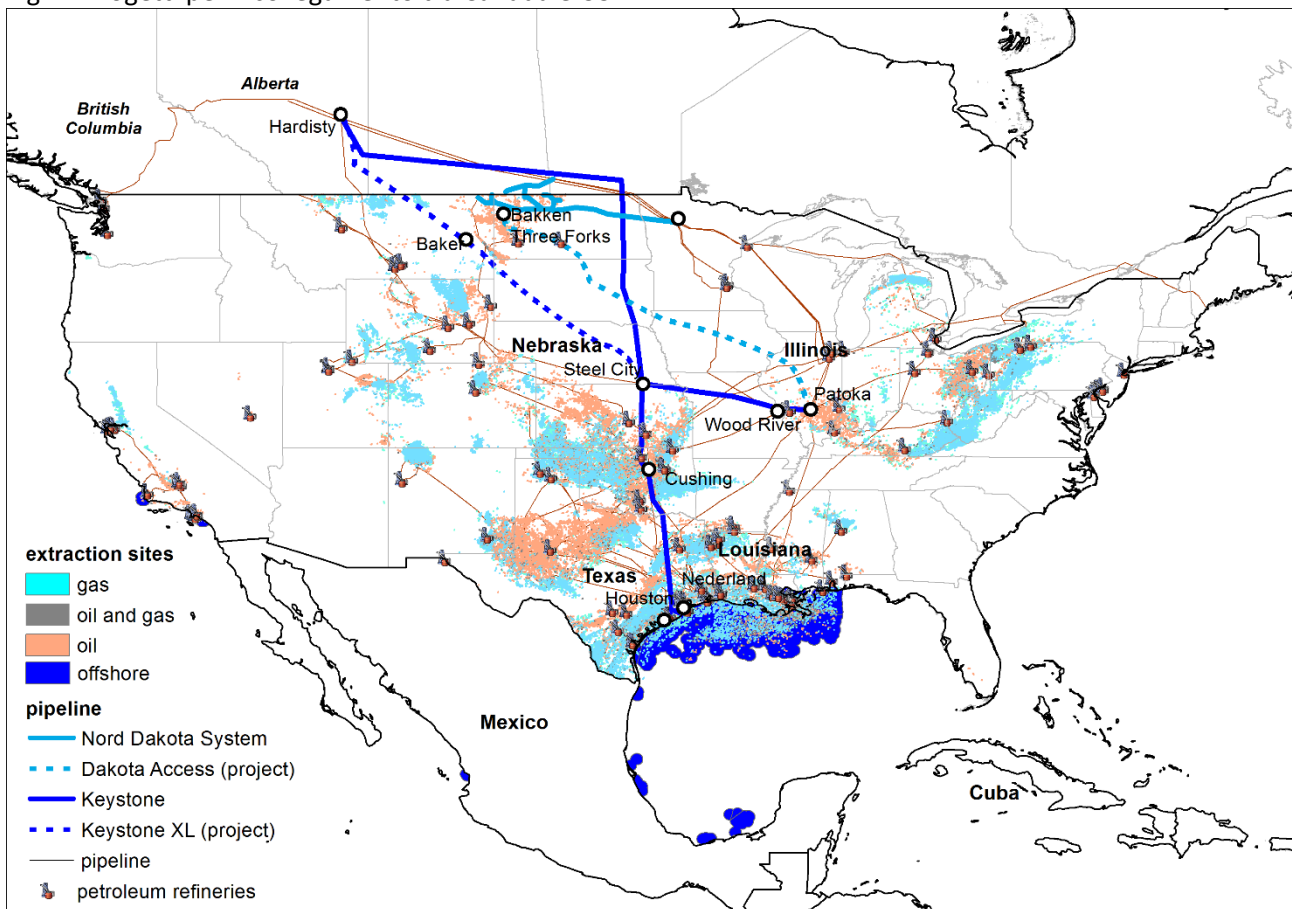 Alberta
British
Columbia
Hardisty
Bakken
Baker
Three Forks
Nebraska
Steel City
Illinois
Patoka
Wood River
Cushing
Louisiana
Texas
Nederland
Houston
Mexico
Cuba
extraction sites
gas
oil and gas
oil
offshore
pipeline
Nord Dakota System
Dakota Access (project)
Keystone
Keystone XL (project)
pipeline
petroleum refineries